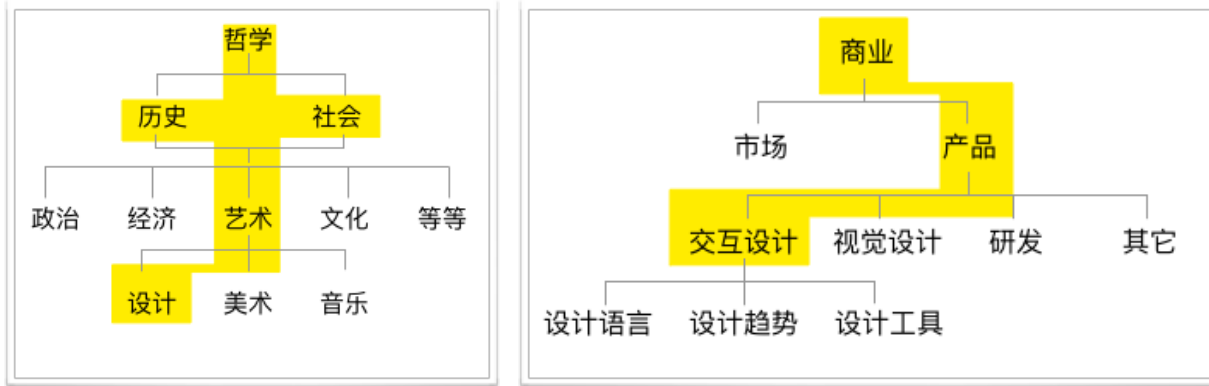 哲学
历史 社会
政治 经济 艺术 文化 等等
设计 美术 音乐
商业
市场 产品
交互设计 视觉设计 研发 其它
设计语言 设计趋势 设计工具